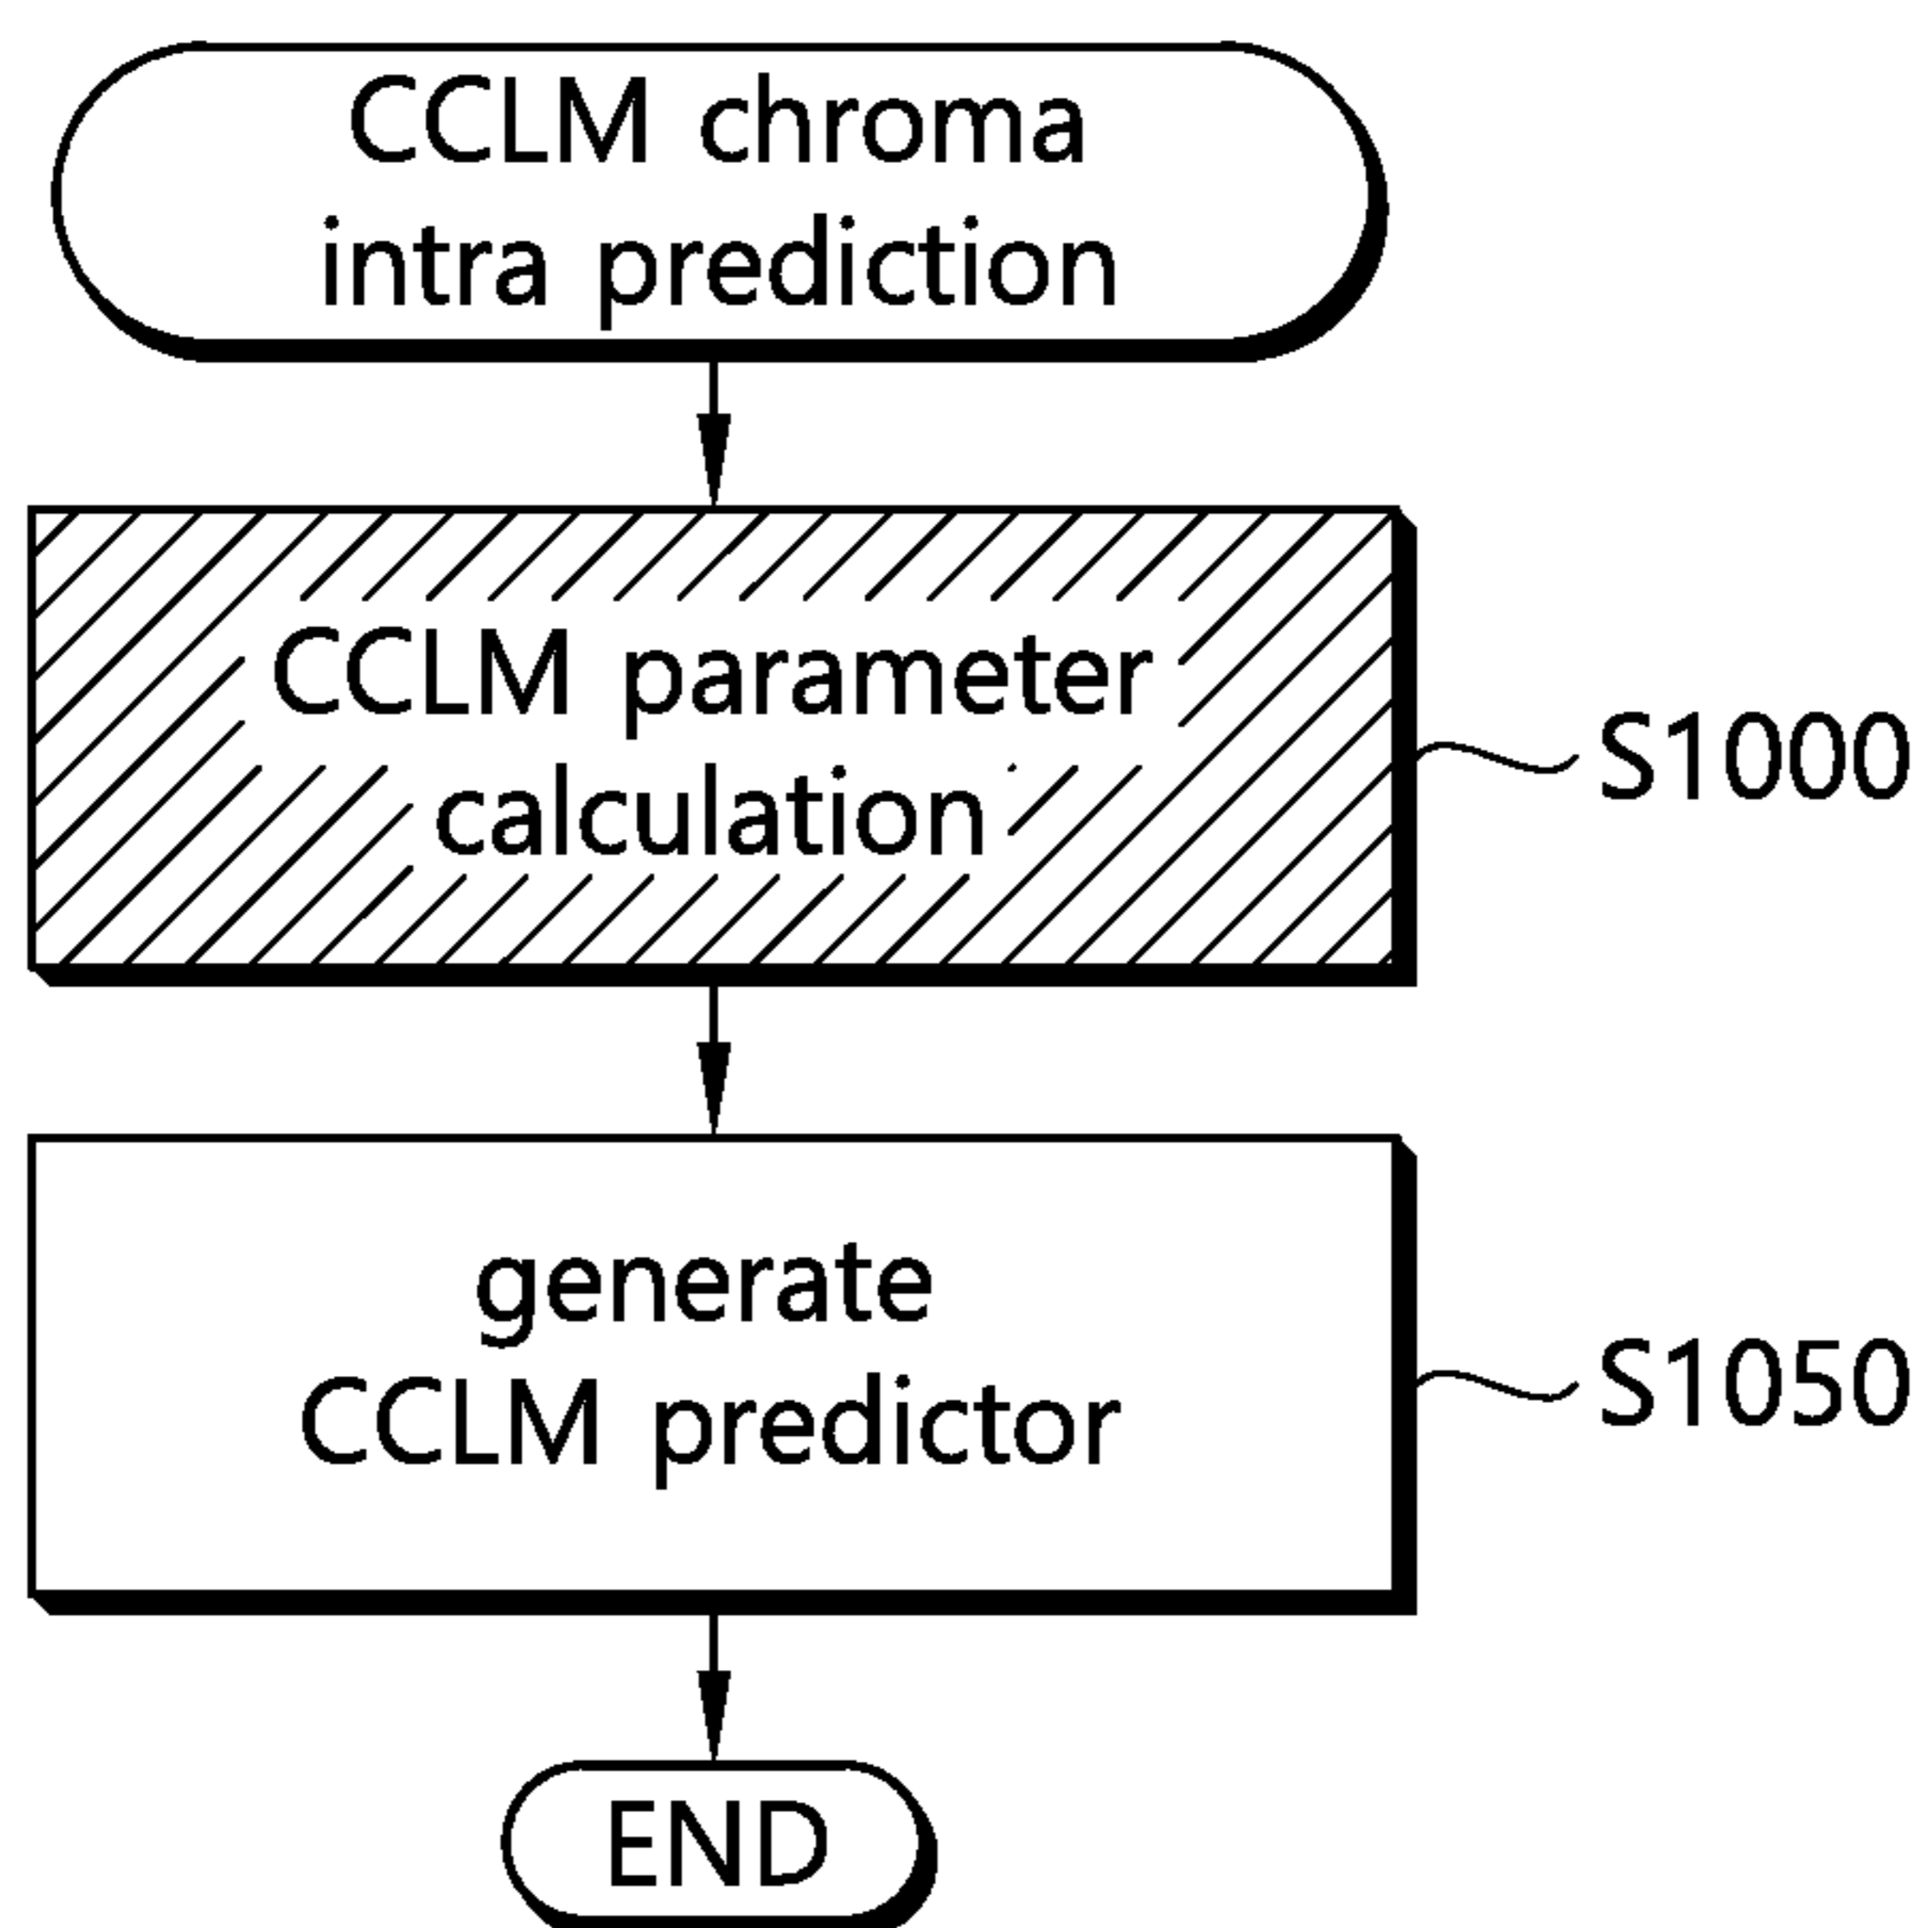 CCLM chroma
intra prediction
CCLM parameter
calculation
S1000
generate
CCLM predictor
S1050
END